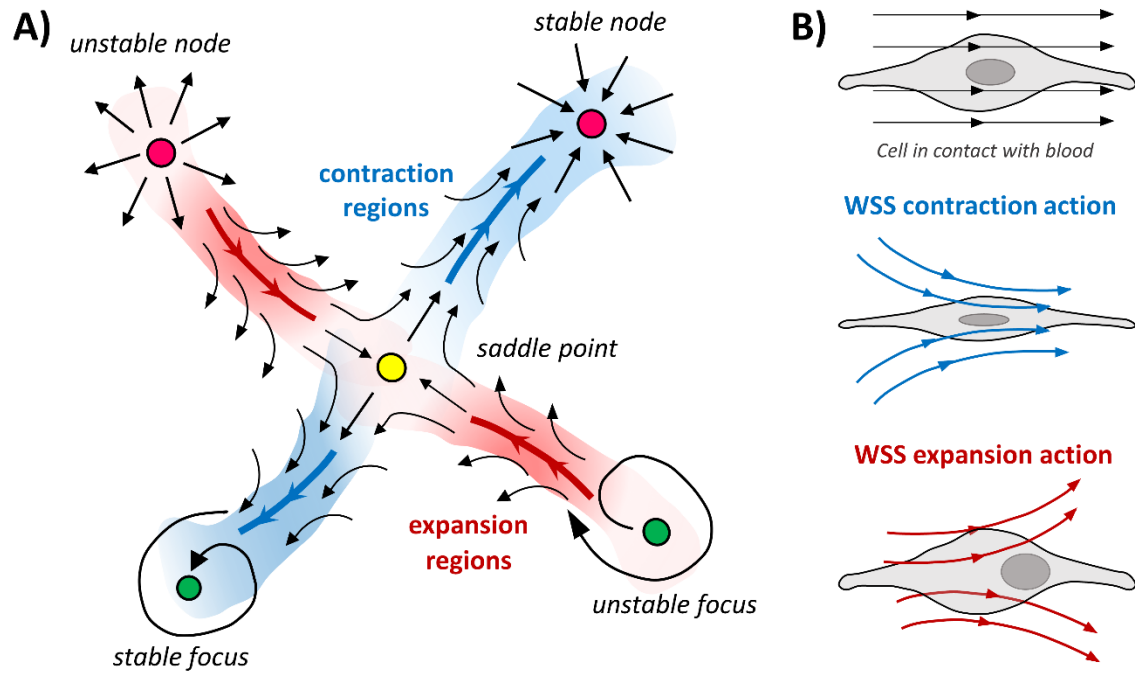 A)
unstable node
stable node
contraction
regions
saddle point
expansion
regions
unstable focus
stable focus
B)
Cell in contact with blood
WSS contraction action
WSS expansion action